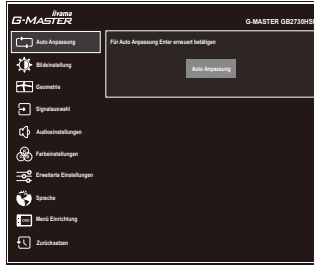 iiyama
G-MASTER
G-MASTER GB2730HSU
Auto Anpassung
Für Auto Anpassung Enter erneuert betätigen
Auto Anpassung
Bildeinstellung
Geometrie
Signalauswahl
Audioeinstellungen
Farbeinstellungen
Erweiterte Einstellungen
Sprache
Menü Einrichtung
Zurücksetzen